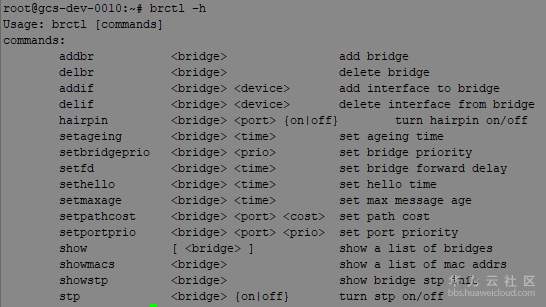 root@gcs-dev-0010:~# brctl -h
Usage: brctl [commands]
commands:
addbr <bridge> add bridge
delbr <bridge> delete bridge
addif <bridge> <device> add interface to bridge
delif <bridge> <device> delete interface from bridge
hairpin <bridge> <port> {on|off} turn hairpin on/off
setageing <bridge> <time> set ageing time
setbridgeprio <bridge> <prio> set bridge priority
setfd <bridge> <time> set bridge forward delay
sethello <bridge> <time> set hello time
setmaxage <bridge> <time> set max message age
setpathcost <bridge> <port> <cost> set path cost
setportprio <bridge> <port> <prio> set port priority
show [ <bridge> ] show a list of bridges
showmacs <bridge> show a list of mac addrs
showstp <bridge> show bridge stp info
stp <bridge> {on|off} turn stp on/off
华为云社区
bbs.huaweicloud.com